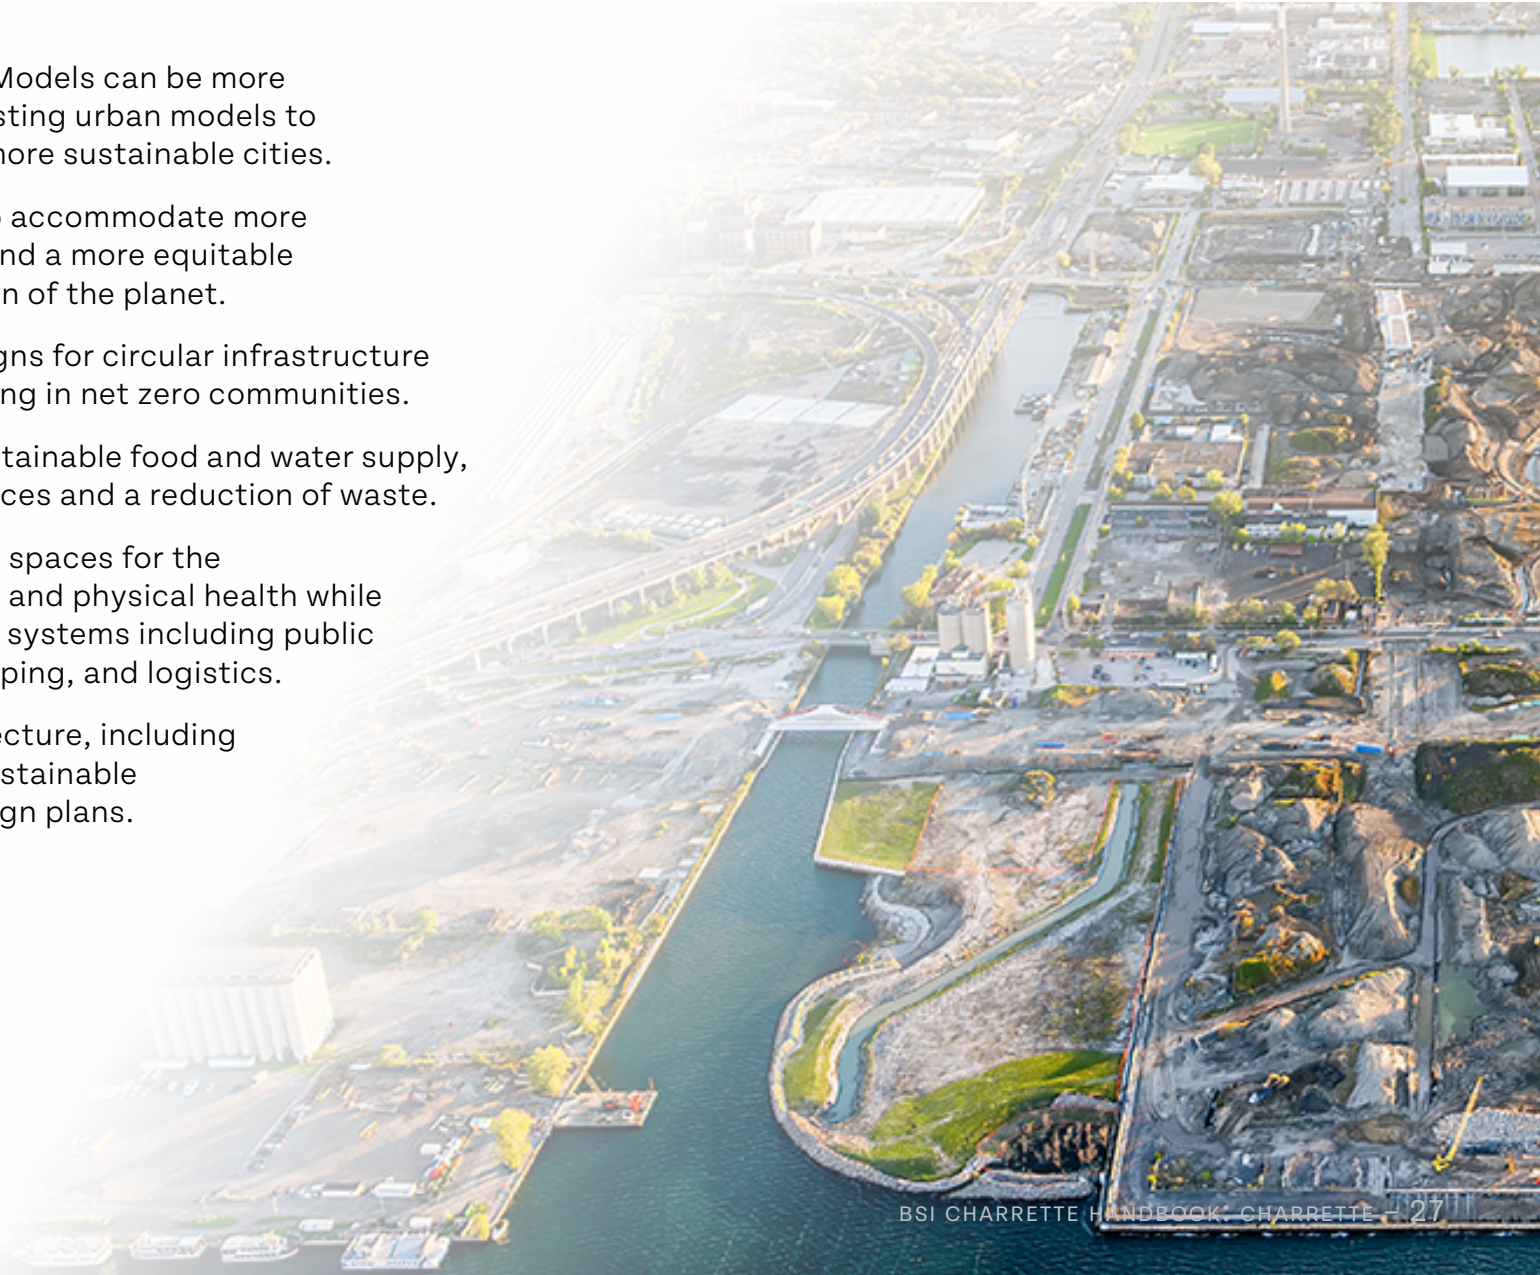 Models can be more
sting urban models to
more sustainable cities.
accommodate more
nd a more equitable
n of the planet.
gns for circular infrastructure
ng in net zero communities.
tainable food and water supply,
ces and a reduction of waste.
spaces for the
and physical health while
systems including public
ping, and logistics.
ecture, including
stainable
gn plans.
BSI CHARRETTE HANDBOOK: CHARRETTE – 27